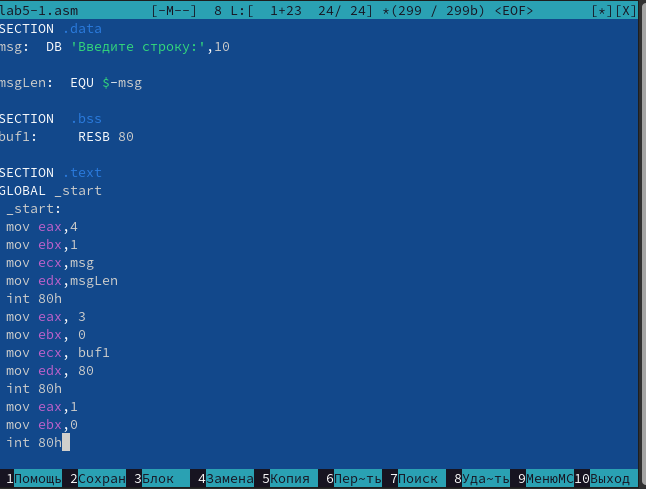 lab5-1.asm [-M--] 8 L:[ 1+23 24/ 24] *(299 / 299b) <EOF> [*][X]
SECTION .data
msg: DB 'Введите строку:',10
msgLen: EQU $-msg
SECTION .bss
buf1: RESB 80
SECTION .text
GLOBAL _start
_start:
mov eax,4
mov ebx,1
mov ecx,msg
mov edx,msgLen
int 80h
mov eax, 3
mov ebx, 0
mov ecx, buf1
mov edx, 80
int 80h
mov eax,1
mov ebx,0
int 80h
1Помощь 2Сохран 3Блок 4Замена 5Копия 6Пер~ть 7Поиск 8Уда~ть 9МенюMC 10Выход